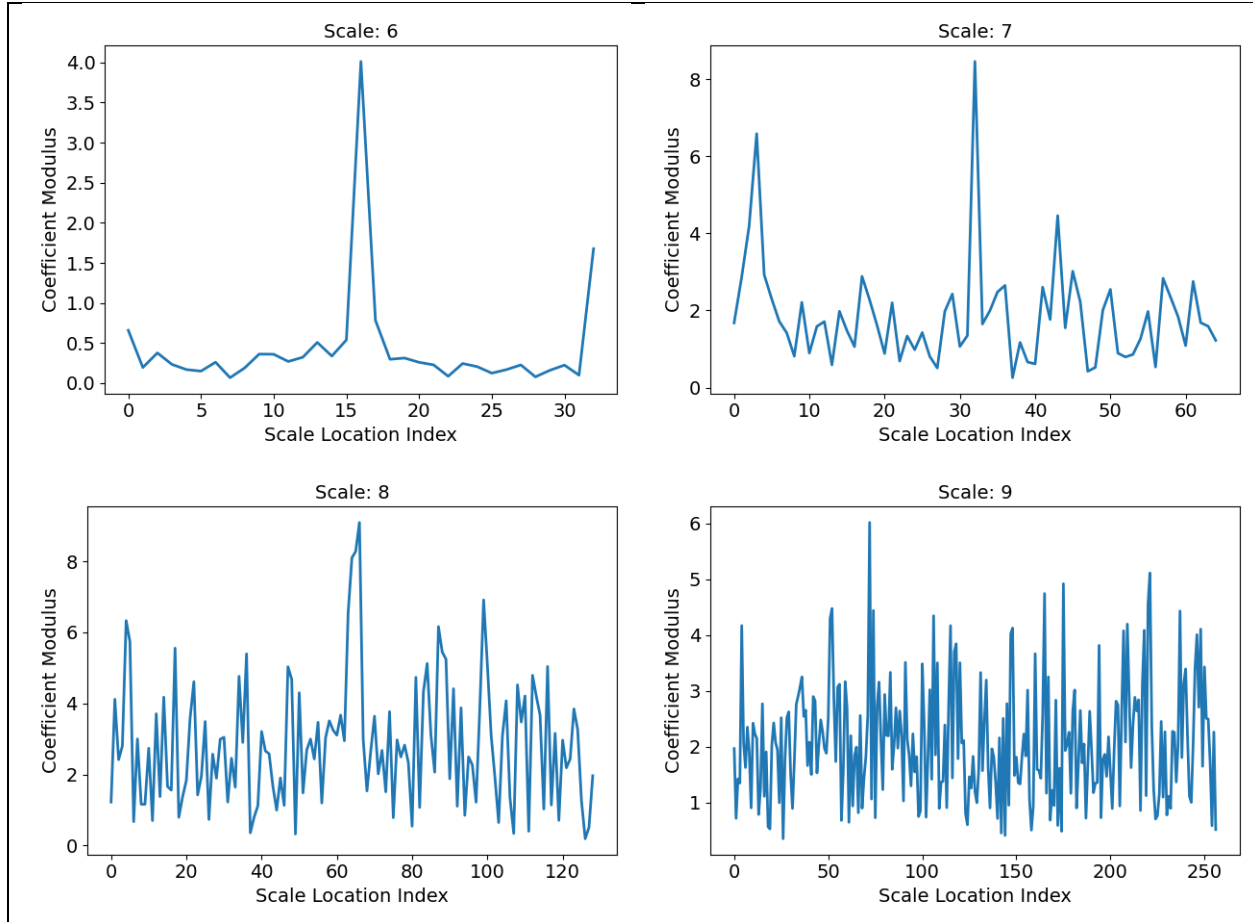 Scale: 6
Coefficient Modulus
4.0
3.5
3.0
2.5
2.0
1.5
1.0
0.5
0.0
0 5 10 15 20 25 30
Scale Location Index
Scale: 7
Coefficient Modulus
8
6
4
2
0
0 10 20 30 40 50 60
Scale Location Index
Scale: 8
Coefficient Modulus
8
6
4
2
0
0 20 40 60 80 100 120
Scale Location Index
Scale: 9
Coefficient Modulus
6
5
4
3
2
1
0 50 100 150 200 250
Scale Location Index